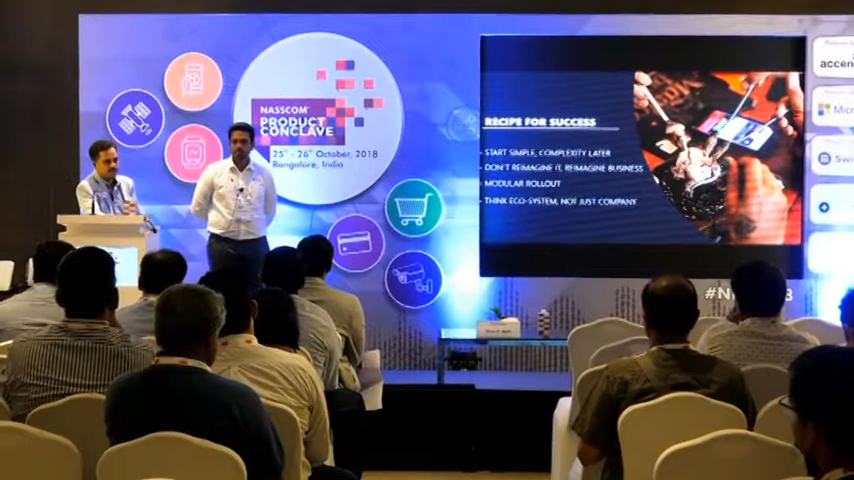 NASSCOM
PRODUCT
CONCLAVE
25th - 26th October, 2018
Bangalore, India
RECIPE FOR SUCCESS
START SIMPLE, COMPLEXITY LATER
DON'T REIMAGINE IT, REIMAGINE BUSINESS
MODULAR ROLLOUT
THINK ECO-SYSTEM, NOT JUST COMPANY
accen
Micr
Swi